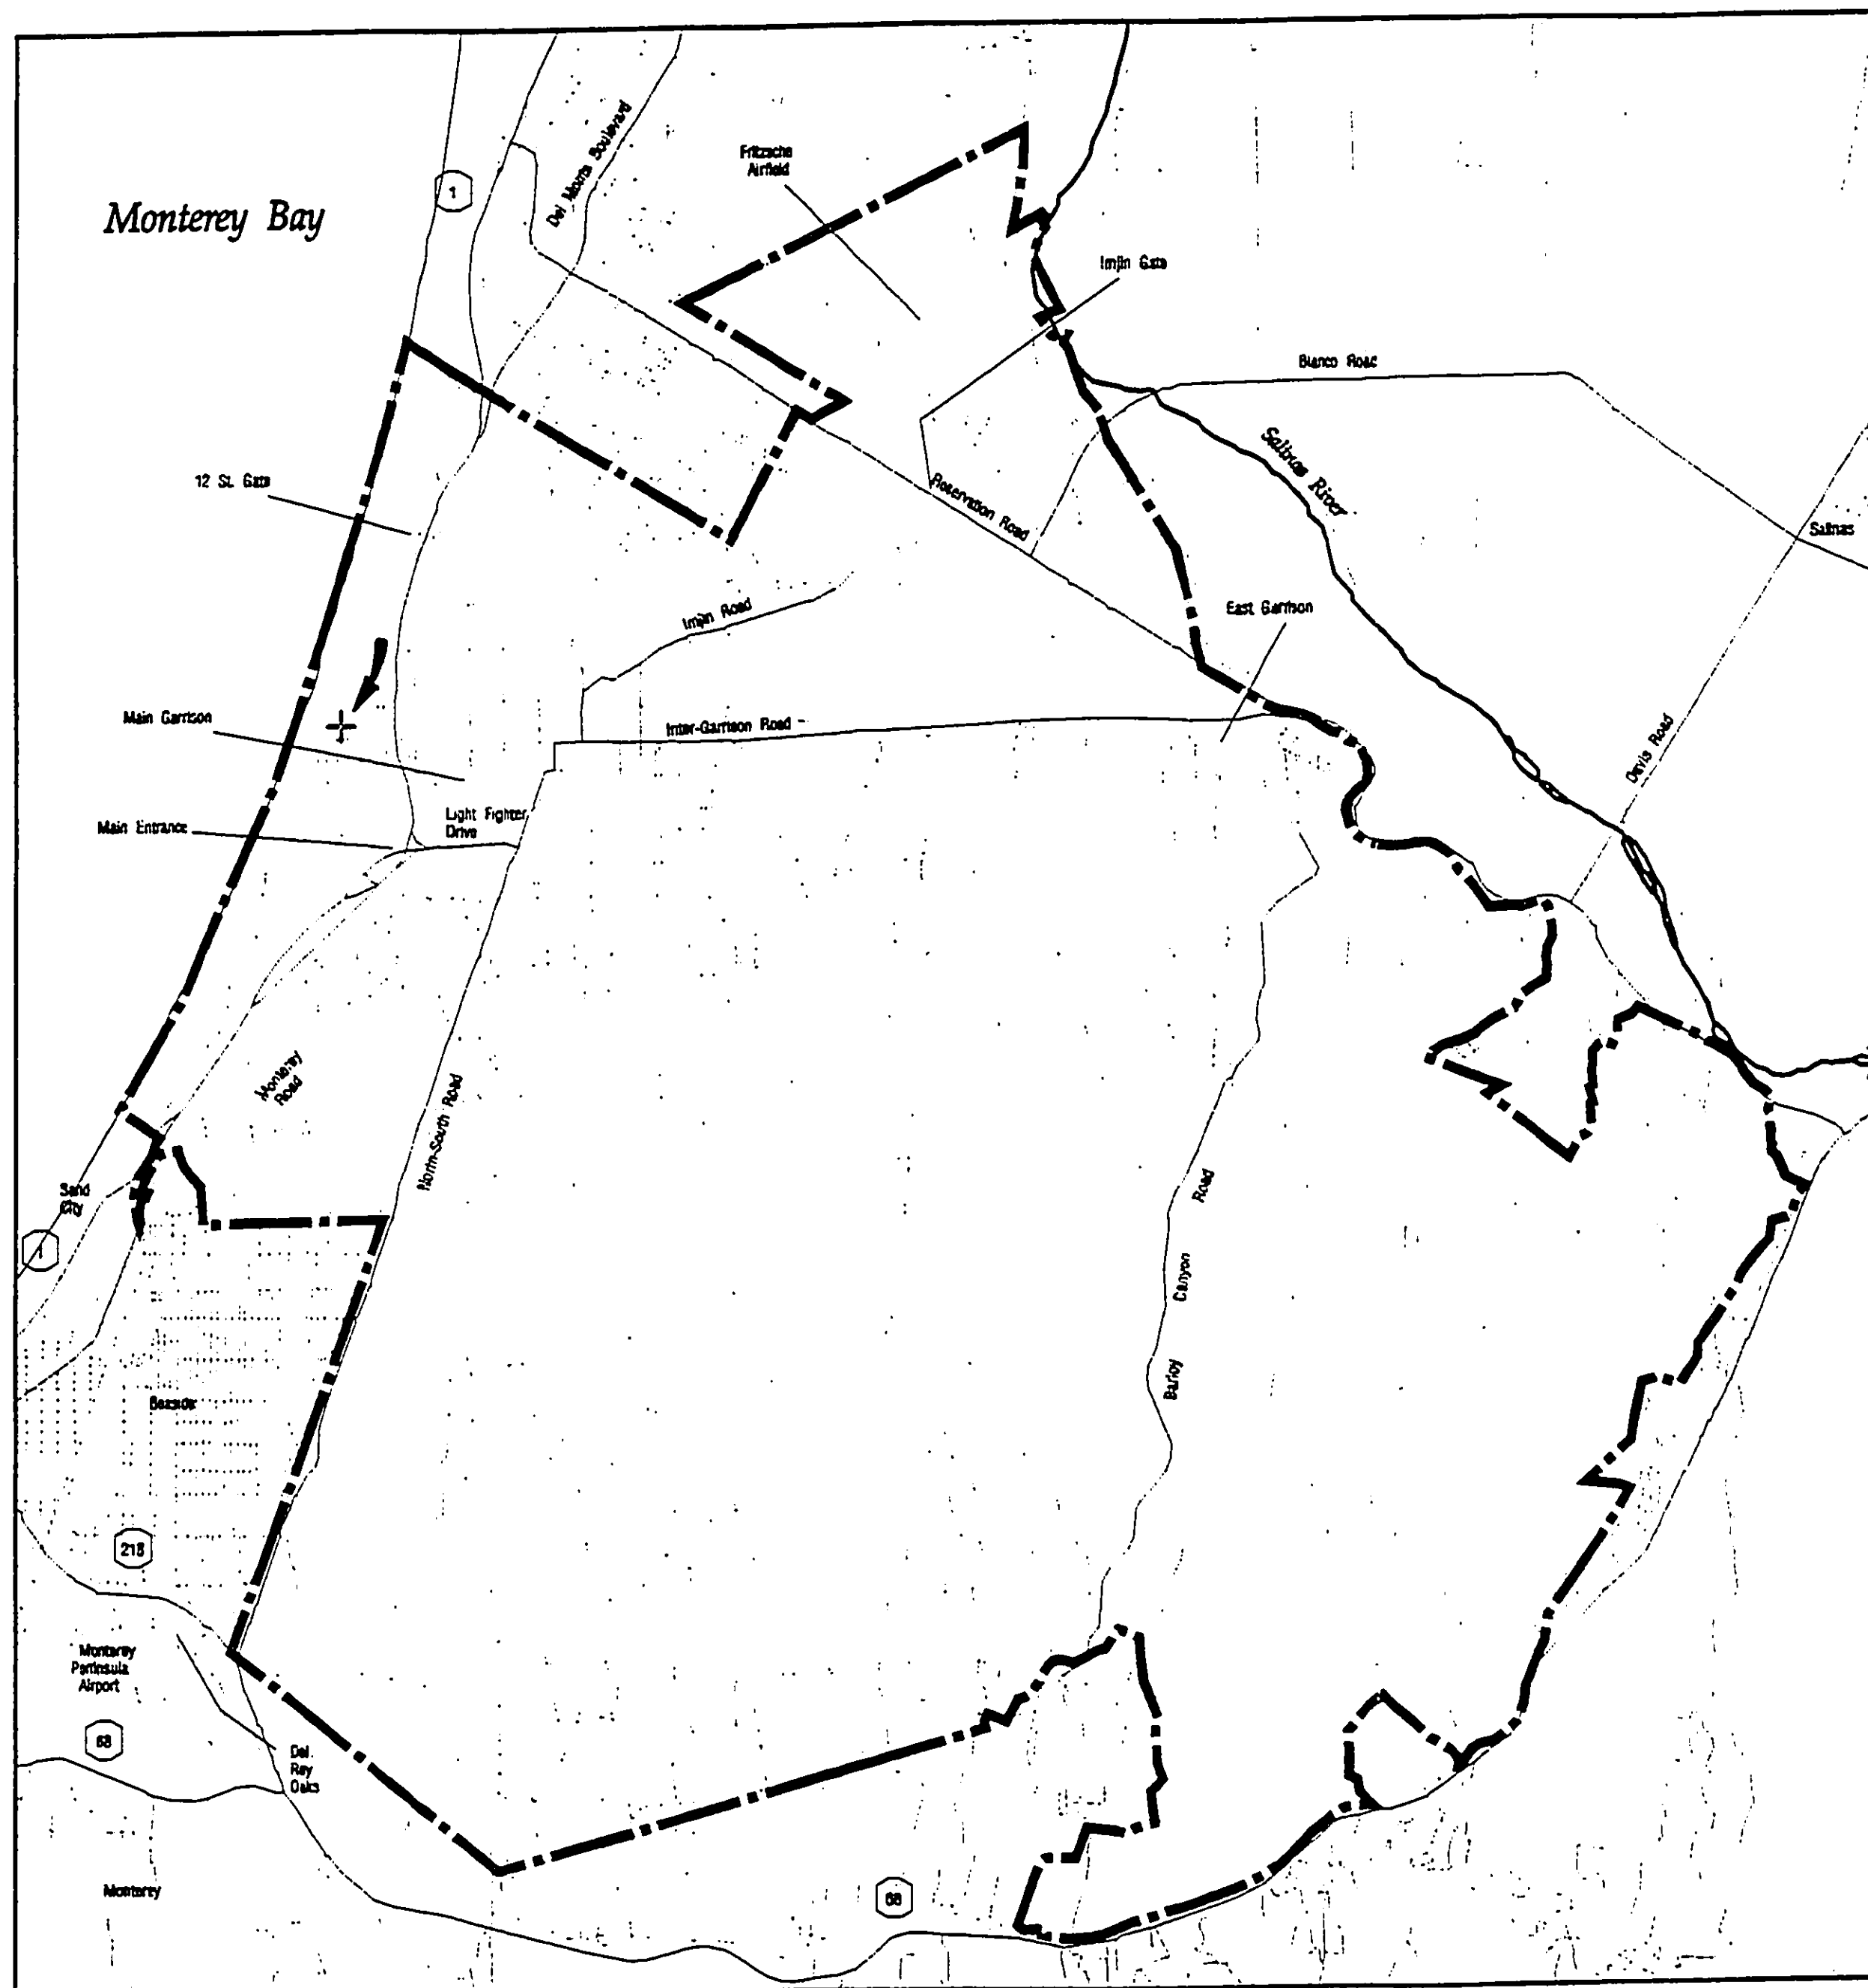 Del Monte Boulevard
Fritzsche
Airfield
1
Monterey Bay
Imjin Gate
Blanco Road
Salinas River
12 St. Gate
Reservation Road
Salinas
Imjin Road
East Garrison
Main Garrison
Inter-Garrison Road
Davis Road
Main Entrance
Light Fighter
Drive
Monterey
Road
North-South Road
Sand
City
1
Barloy Canyon Road
Seaside
218
Monterey
Peninsula
Airport
68
Del
Rey
Oaks
Monterey
68